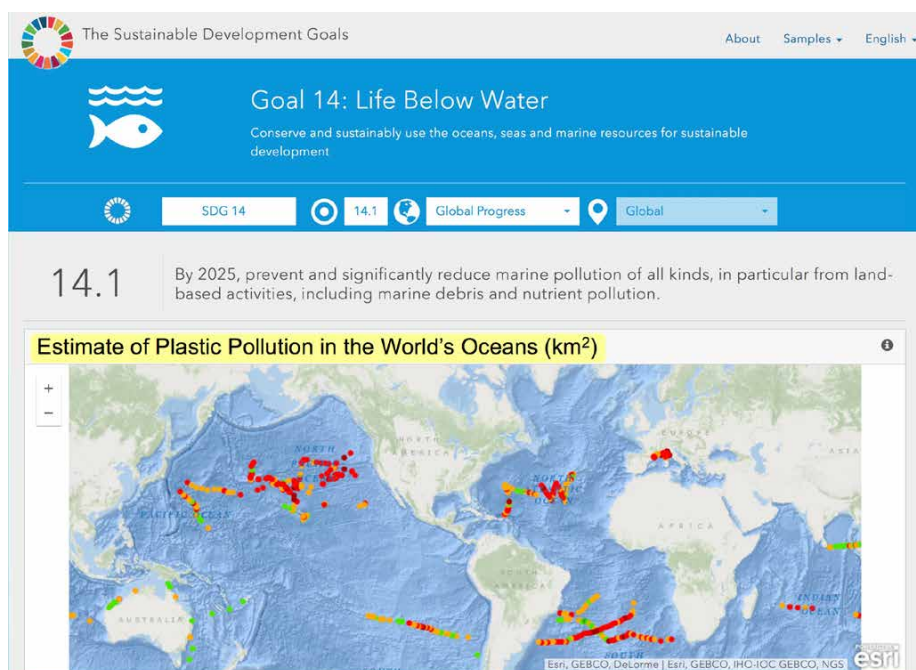 The Sustainable Development Goals
About Samples English
Goal 14: Life Below Water
Conserve and sustainably use the oceans, seas and marine resources for sustainable
development
SDG 14 14.1 Global Progress Global
14.1
By 2025, prevent and significantly reduce marine pollution of all kinds, in particular from land-
based activities, including marine debris and nutrient pollution.
Estimate of Plastic Pollution in the World's Oceans (km²)
+
−
NORTH
EUROPE
ASIA
NORTH
PACIFIC OCEAN
AFRICA
AUSTRALIA
INDIAN
OCEAN
SOUTH
Esri, GEBCO, DeLorme | Esri, GEBCO, IHO-IOC GEBCO, NGS
esri